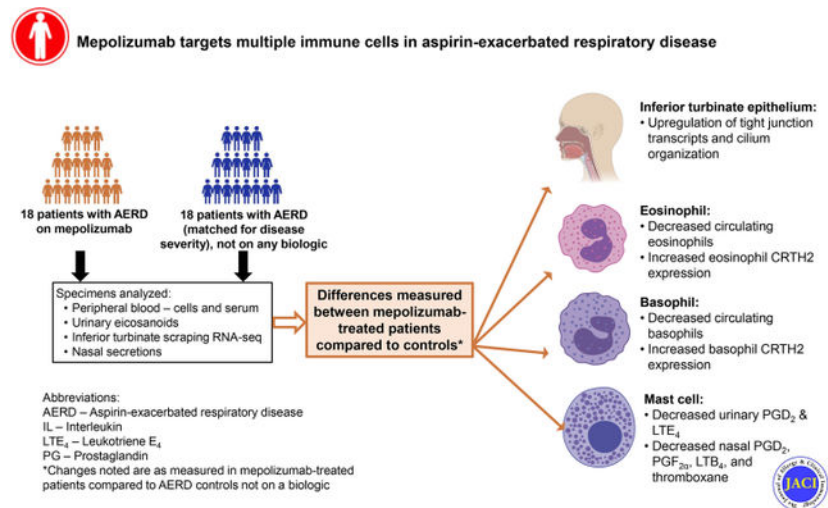 Mepolizumab targets multiple immune cells in aspirin-exacerbated respiratory disease
18 patients with AERD
on mepolizumab
18 patients with AERD
(matched for disease
severity), not on any biologic
Specimens analyzed:
• Peripheral blood – cells and serum
• Urinary eicosanoids
• Inferior turbinate scraping RNA-seq
• Nasal secretions
Differences measured
between mepolizumab-
treated patients
compared to controls*
Inferior turbinate epithelium:
• Upregulation of tight junction
transcripts and cilium
organization
Eosinophil:
• Decreased circulating
eosinophils
• Increased eosinophil CRTH2
expression
Basophil:
• Decreased circulating
basophils
• Increased basophil CRTH2
expression
Mast cell:
• Decreased urinary PGD₂ &
LTE₄
• Decreased nasal PGD₂,
PGF₂α, LTB₄, and
thromboxane
Abbreviations:
AERD – Aspirin-exacerbated respiratory disease
IL – Interleukin
LTE₄ – Leukotriene E₄
PG – Prostaglandin
*Changes noted are as measured in mepolizumab-treated
patients compared to AERD controls not on a biologic
The Journal of Allergy & Clinical Immunology
JACI